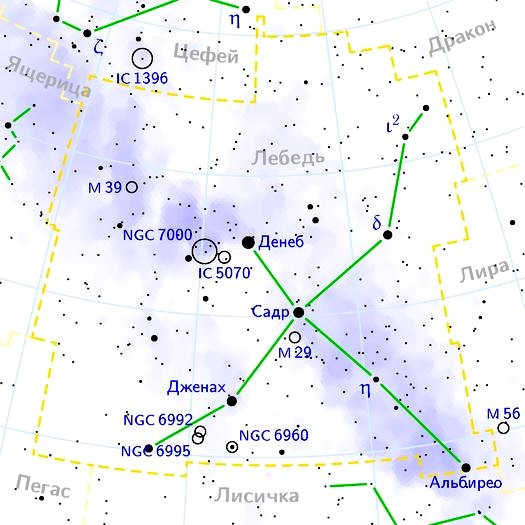 η
ζ
Цефей
Дракон
Ящерица
IC 1396
ι²
Лебедь
M 39
δ
NGC 7000
Денеб
IC 5070
Лира
Садр
M 29
Дженах
η
NGC 6992
M 56
NGC 6960
NGC 6995
Альбирео
Пегас
Лисичка